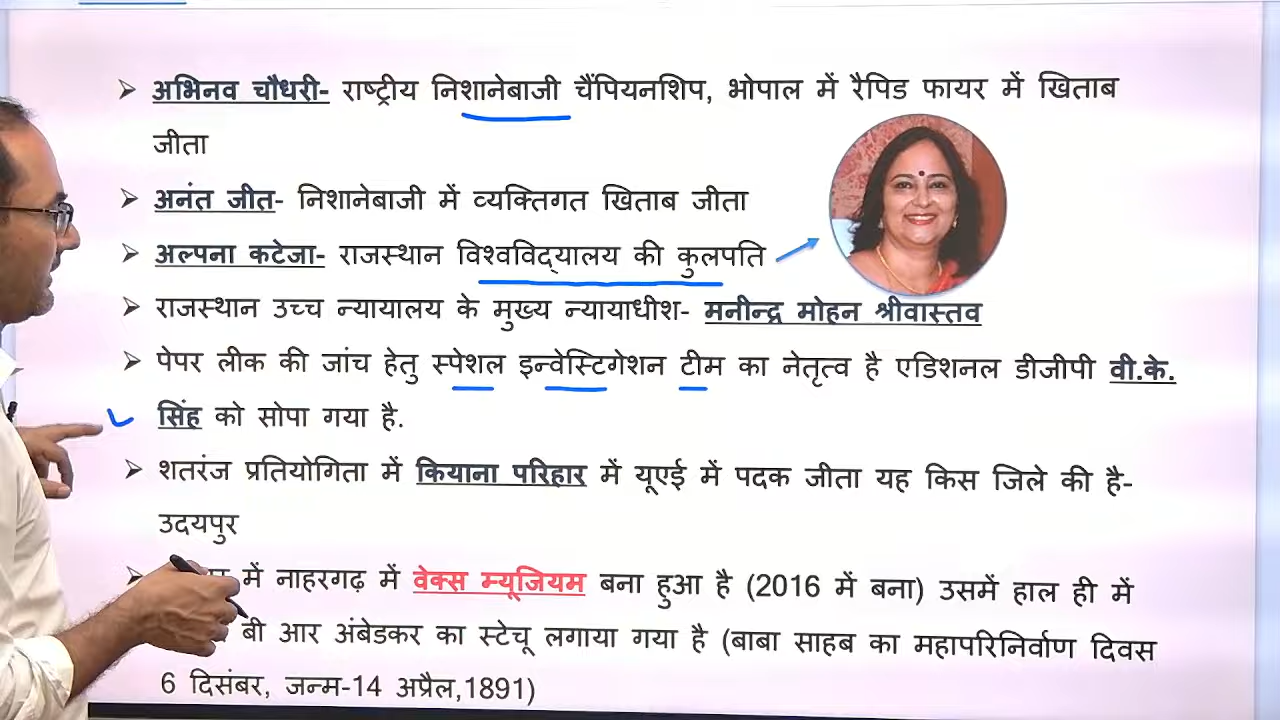 ➢ अभिनव चौधरी- राष्ट्रीय निशानेबाजी चैंपियनशिप, भोपाल में रैपिड फायर में खिताब
जीता
➢ अनंत जीत- निशानेबाजी में व्यक्तिगत खिताब जीता
➢ अल्पना कटेजा- राजस्थान विश्वविद्यालय की कुलपति
➢ राजस्थान उच्च न्यायालय के मुख्य न्यायाधीश- मनीन्द्र मोहन श्रीवास्तव
➢ पेपर लीक की जांच हेतु स्पेशल इन्वेस्टिगेशन टीम का नेतृत्व है एडिशनल डीजीपी वी.के.
सिंह को सोपा गया है.
➢ शतरंज प्रतियोगिता में कियाना परिहार में यूएई में पदक जीता यह किस जिले की है-
उदयपुर
➢ में नाहरगढ़ में वेक्स म्यूजियम बना हुआ है (2016 में बना) उसमें हाल ही में
बी आर अंबेडकर का स्टेचू लगाया गया है (बाबा साहब का महापरिनिर्वाण दिवस
6 दिसंबर, जन्म-14 अप्रैल,1891)